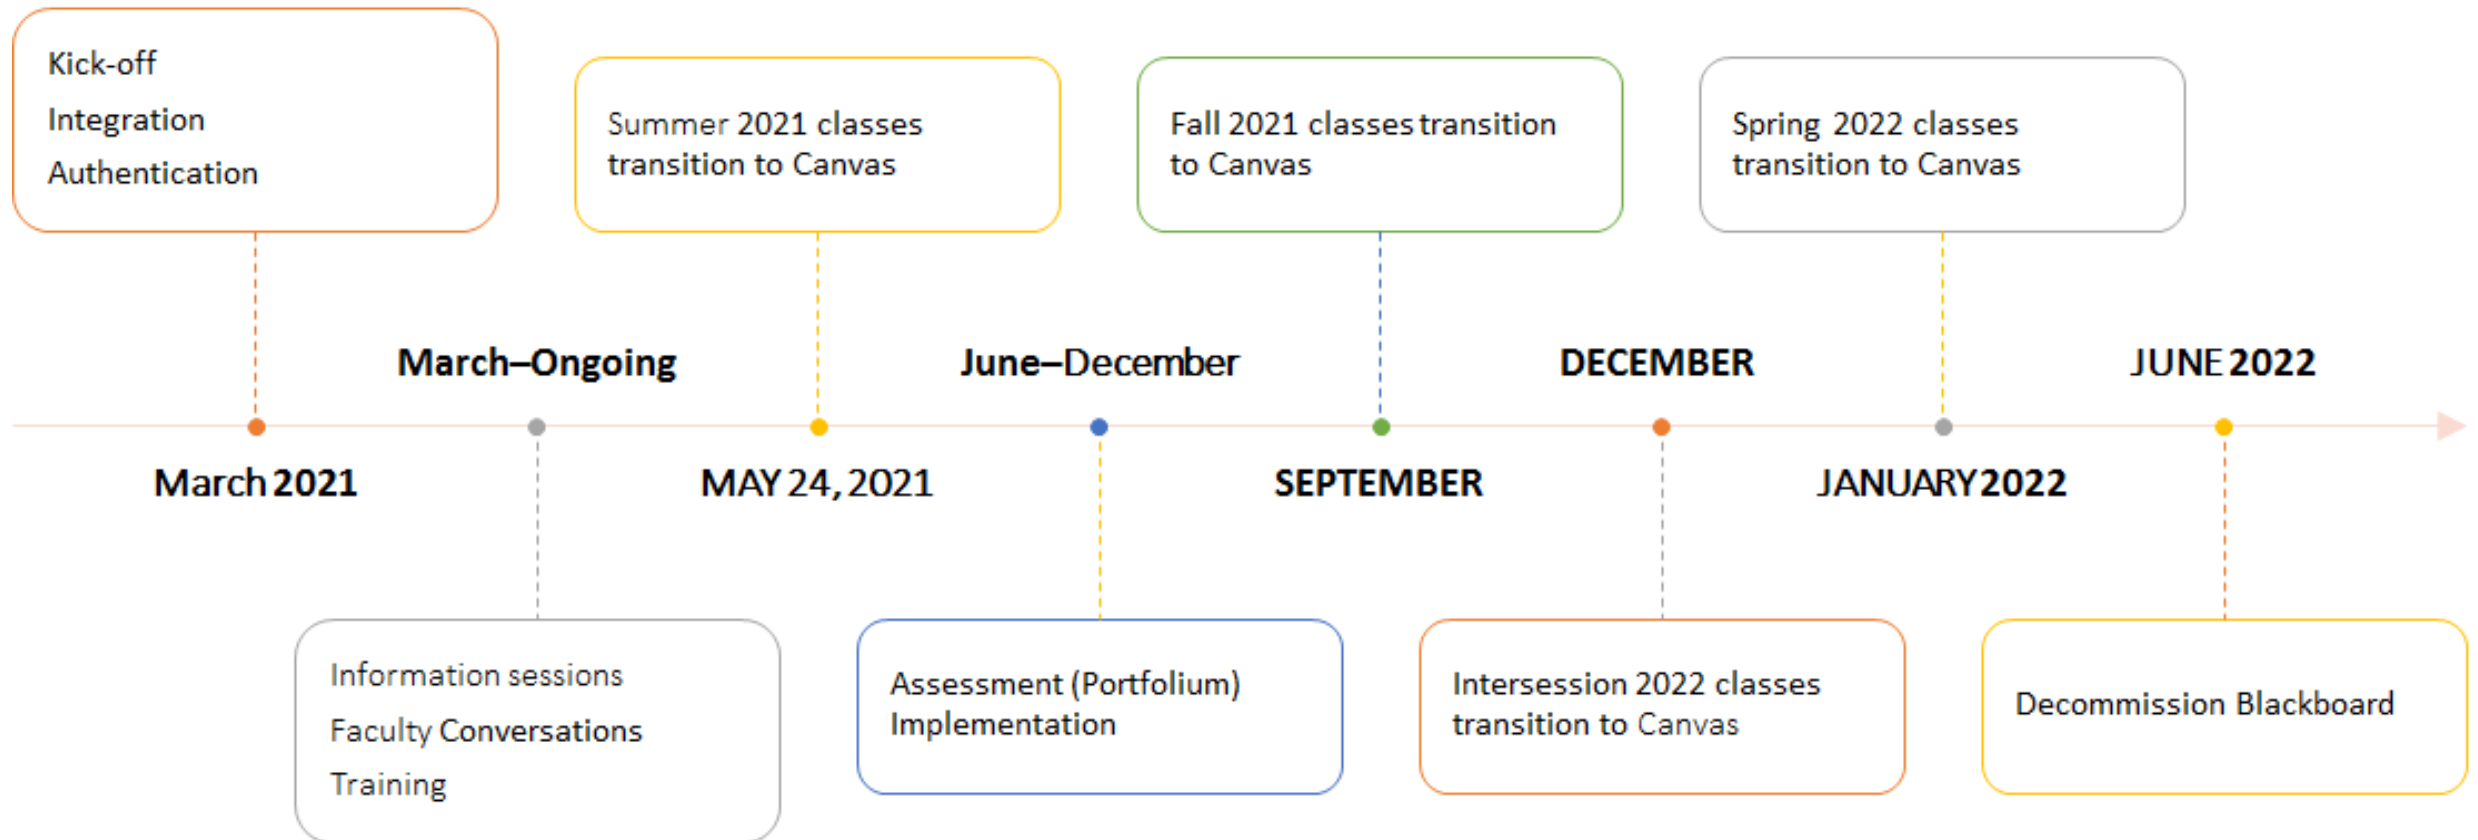 Kick-off
Integration
Authentication
Summer 2021 classes
transition to Canvas
Fall 2021 classes transition
to Canvas
Spring 2022 classes
transition to Canvas
March–Ongoing
June–December
DECEMBER
JUNE 2022
March 2021
MAY 24, 2021
SEPTEMBER
JANUARY 2022
Information sessions
Faculty Conversations
Training
Assessment (Portfolium)
Implementation
Intersession 2022 classes
transition to Canvas
Decommission Blackboard